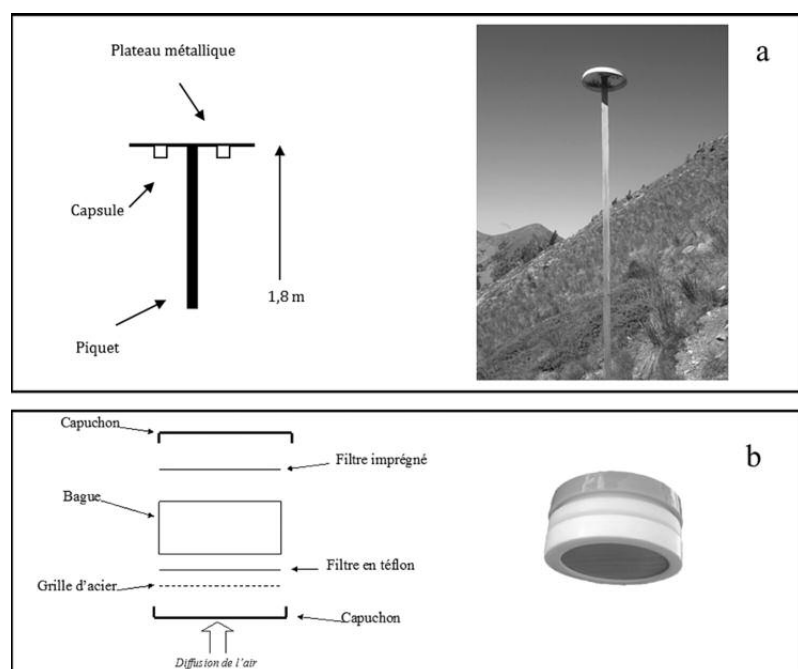 Plateau métallique
a
Capsule
1,8 m
Piquet
Capuchon
b
Filtre imprégné
Bague
Filtre en téflon
Grille d'acier
Capuchon
Diffusion de l'air